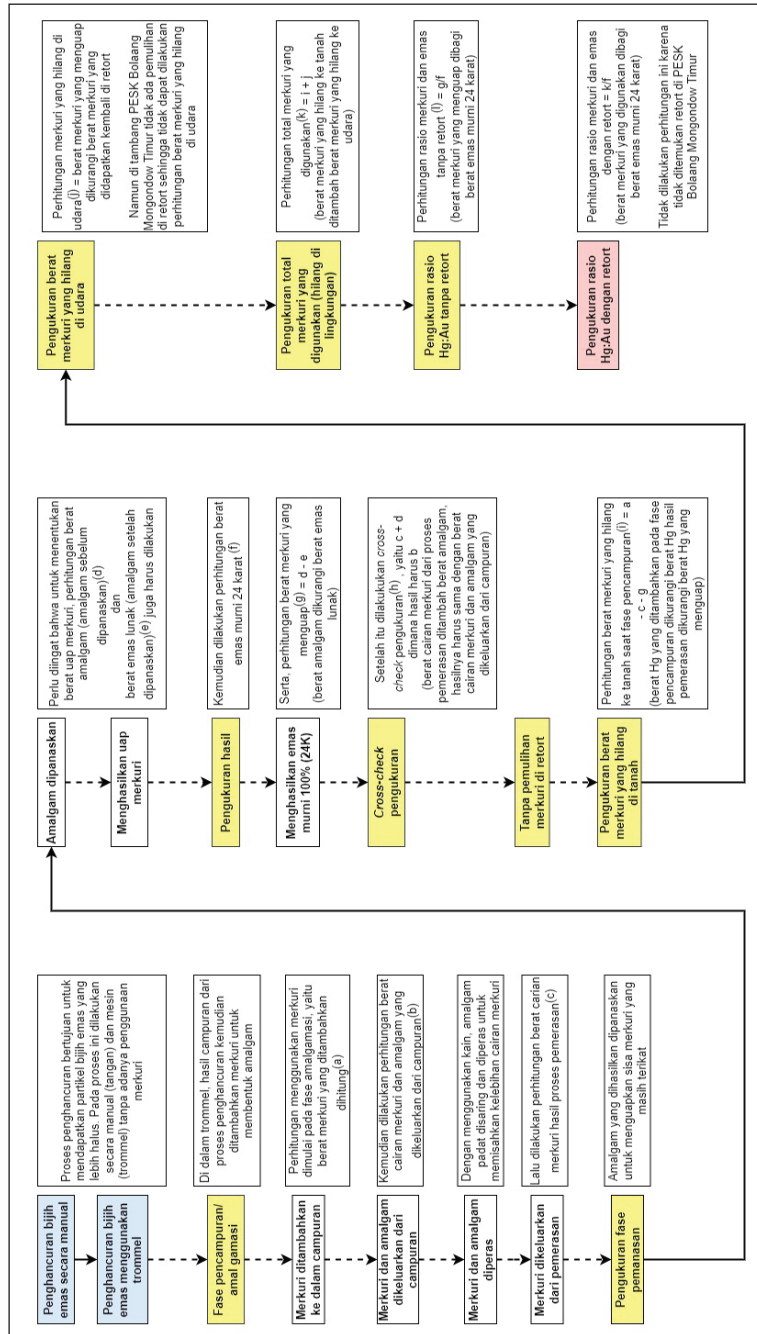 Penghancuran bijih
emas secara manual
Proses penghancuran bertujuan untuk
mendapatkan partikel bijih emas yang
lebih halus. Pada proses ini dilakukan
secara manual (tangan) dan mesin
(trommel) tanpa adanya penggunaan
merkuri
Penghancuran bijih
emas menggunakan
trommel
Fase pencampuran/
amal gamasi
Di dalam trommel, hasil campuran dari
proses penghancuran kemudian
ditambahkan merkuri untuk
membentuk amalgam
Merkuri ditambahkan
ke dalam campuran
Perhitungan menggunakan merkuri
dimulai pada fase amalgamasi, yaitu
berat merkuri yang ditambahkan
dihitung(a)
Merkuri dan amalgam
dikeluarkan dari
campuran
Kemudian dilakukan perhitungan berat
cairan merkuri dan amalgam yang
dikeluarkan dari campuran(b)
Merkuri dan amalgam
diperas
Dengan menggunakan kain, amalgam
padat disaring dan diperas untuk
memisahkan kelebihan cairan merkuri
Merkuri dikeluarkan
dari pemerasan
Lalu dilakukan perhitungan berat carian
merkuri hasil proses pemerasan(c)
Pengukuran fase
pemanasan
Amalgam yang dihasilkan dipanaskan
untuk menguapkan sisa merkuri yang
masih terikat
Amalgam dipanaskan
Perlu diingat bahwa untuk menentukan
berat uap merkuri, perhitungan berat
amalgam (amalgam sebelum
dipanaskan)(d)
dan
berat emas lunak (amalgam setelah
dipanaskan)(e) juga harus dilakukan
Menghasilkan uap
merkuri
Pengukuran hasil
Kemudian dilakukan perhitungan berat
emas murni 24 karat(f)
Menghasilkan emas
murni 100% (24K)
Serta, perhitungan berat merkuri yang
menguap(g) = d - e
(berat amalgam dikurangi berat emas
lunak)
Cross-check
pengukuran
Setelah itu dilakukukan cross-
check pengukuran(h), yaitu c + d
dimana hasil harus b
(berat cairan merkuri dari proses
pemerasan ditambah berat amalgam,
hasilnya harus sama dengan berat
cairan merkuri dan amalgam yang
dikeluarkan dari campuran)
Tanpa pemulihan
merkuri di retort
Pengukuran berat
merkuri yang hilang
di tanah
Perhitungan berat merkuri yang hilang
ke tanah saat fase pencampuran(i) = a
- c - g
(berat Hg yang ditambahkan pada fase
pencampuran dikurangi berat Hg hasil
pemerasan dikurangi berat Hg yang
menguap)
Pengukuran berat
merkuri yang hilang
di udara
Perhitungan merkuri yang hilang di
udara(j) = berat merkuri yang menguap
dikurangi berat merkuri yang
didapatkan kembali di retort
Namun di tambang PESK Bolaang
Mongondow Timur tidak ada pemulihan
di retort sehingga tidak dapat dilakukan
perhitungan berat merkuri yang hilang
di udara
Pengukuran total
merkuri yang
digunakan (hilang di
lingkungan)
Perhitungan total merkuri yang
digunakan(k) = i + j
(berat merkuri yang hilang ke tanah
ditambah berat merkuri yang hilang ke
udara)
Pengukuran rasio
Hg:Au tanpa retort
Perhitungan rasio merkuri dan emas
tanpa retort (l) = g/f
(berat merkuri yang menguap dibagi
berat emas murni 24 karat)
Pengukuran rasio
Hg:Au dengan retort
Perhitungan rasio merkuri dan emas
dengan retort = k/f
(berat merkuri yang digunakan dibagi
berat emas murni 24 karat)
Tidak dilakukan perhitungan ini karena
tidak ditemukan retort di PESK
Bolaang Mongondow Timur